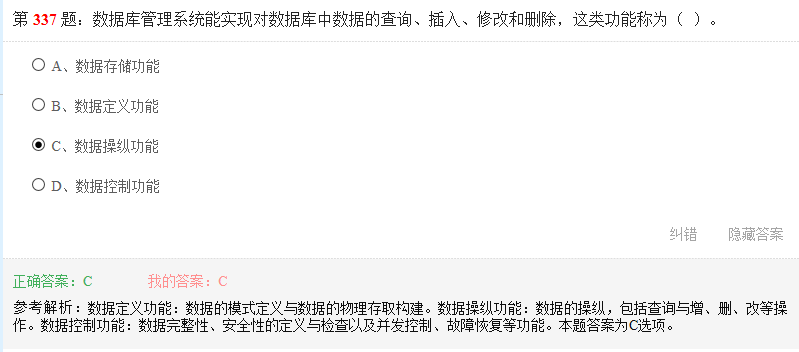 第 337 题：数据库管理系统能实现对数据库中数据的查询、插入、修改和删除，这类功能称为（ ）。
A、数据存储功能
B、数据定义功能
C、数据操纵功能
D、数据控制功能
纠错 隐藏答案
正确答案：C 我的答案：C
参考解析：数据定义功能：数据的模式定义与数据的物理存取构建。数据操纵功能：数据的操纵，包括查询与增、删、改等操
作。数据控制功能：数据完整性、安全性的定义与检查以及并发控制、故障恢复等功能。本题答案为C选项。